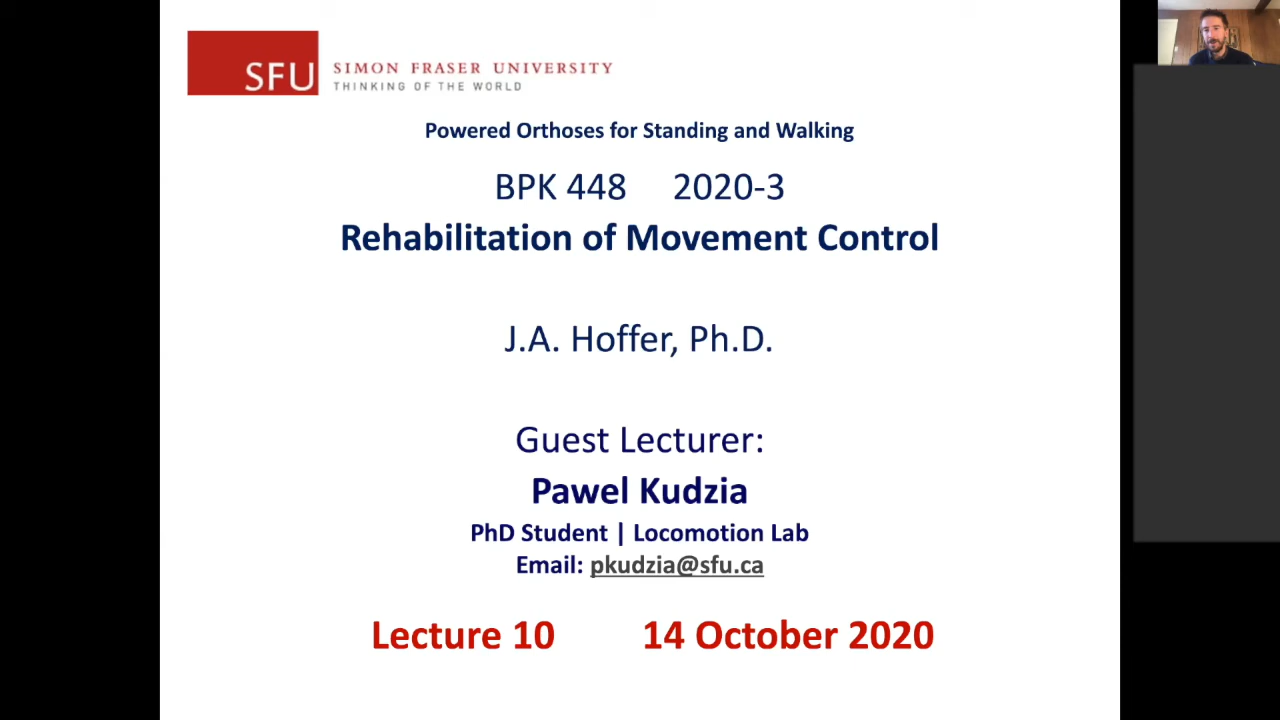 SFU SIMON FRASER UNIVERSITY
THINKING OF THE WORLD
Powered Orthoses for Standing and Walking
BPK 448 2020-3
Rehabilitation of Movement Control
J.A. Hoffer, Ph.D.
Guest Lecturer:
Pawel Kudzia
PhD Student | Locomotion Lab
Email: pkudzia@sfu.ca
Lecture 10 14 October 2020